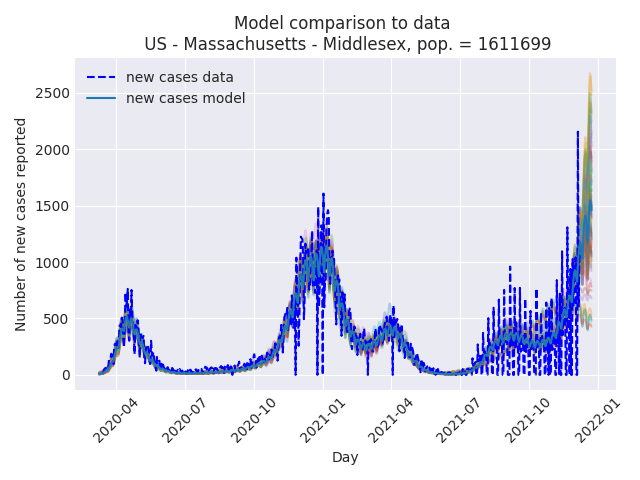 Model comparison to data
US - Massachusetts - Middlesex, pop. = 1611699
new cases data
new cases model
Number of new cases reported
2500
2000
1500
1000
500
0
2020-04
2020-07
2020-10
2021-01
2021-04
2021-07
2021-10
2022-01
Day